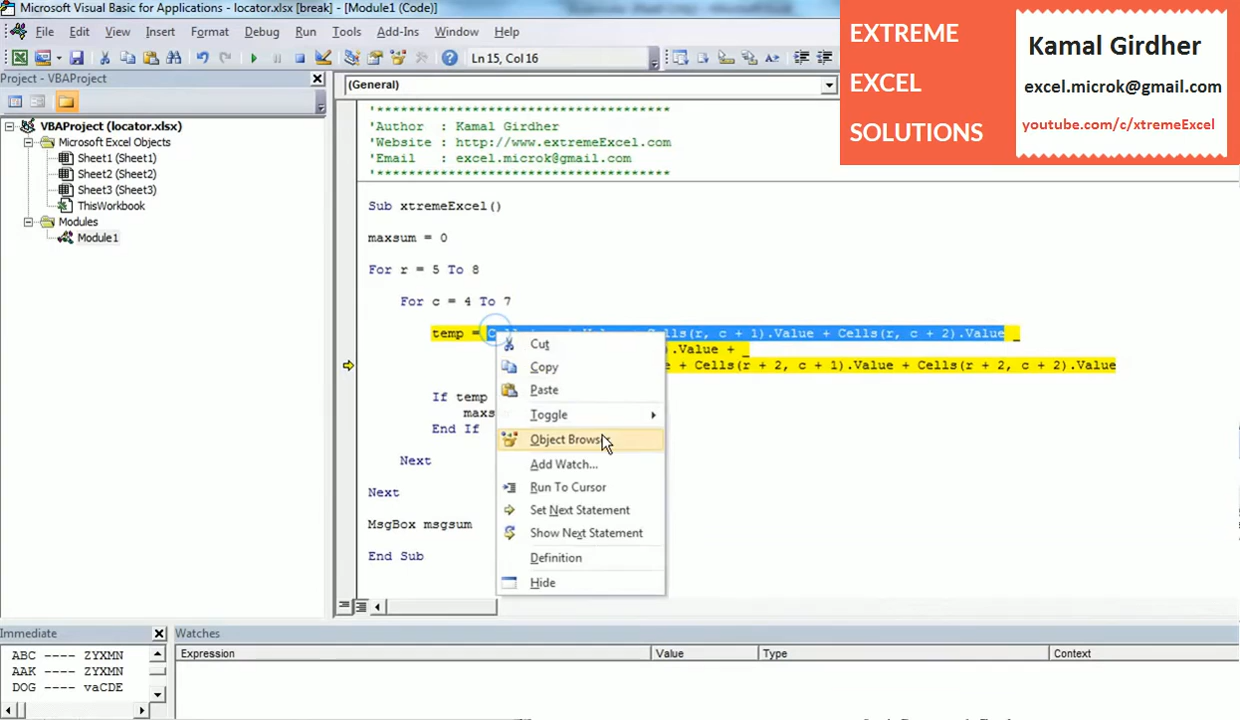 Microsoft Visual Basic for Applications - locator.xlsx [break] - [Module1 (Code)]
File Edit View Insert Format Debug Run Tools Add-Ins Window Help
Ln 15, Col 16
EXTREME
EXCEL
SOLUTIONS
Kamal Girdher
excel.microk@gmail.com
youtube.com/c/xtremeExcel
Project - VBAProject
VBAProject (locator.xlsx)
Microsoft Excel Objects
Sheet1 (Sheet1)
Sheet2 (Sheet2)
Sheet3 (Sheet3)
ThisWorkbook
Modules
Module1
(General)
'**************************************
'Author : Kamal Girdher
'Website : http://www.extremeExcel.com
'Email : excel.microk@gmail.com
'**************************************
Sub xtremeExcel()
maxsum = 0
For r = 5 To 8
For c = 4 To 7
temp = Cells(r, c + 1).Value + Cells(r, c + 2).Value _
).Value + _
e + Cells(r + 2, c + 1).Value + Cells(r + 2, c + 2).Value
If temp
maxs
End If
Next
Next
MsgBox msgsum
End Sub
Cut
Copy
Paste
Toggle
Object Browser
Add Watch...
Run To Cursor
Set Next Statement
Show Next Statement
Definition
Hide
Immediate
ABC ---- ZYXMN
AAK ---- ZYXMN
DOG ---- vaCDE
Watches
Expression Value Type Context